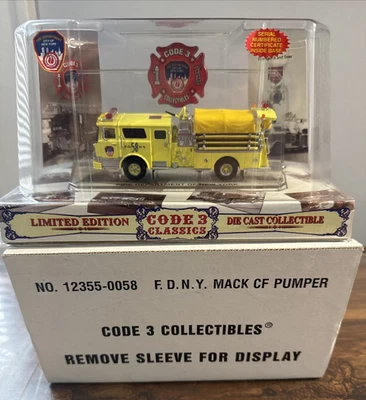 SERIAL
NUMBERED
CERTIFICATE
INSIDE BASE
CODE 3
58
LIMITED EDITION
CODE 3
CLASSICS
DIE CAST COLLECTIBLE
NO. 12355-0058 F.D.N.Y. MACK CF PUMPER
CODE 3 COLLECTIBLES®
REMOVE SLEEVE FOR DISPLAY